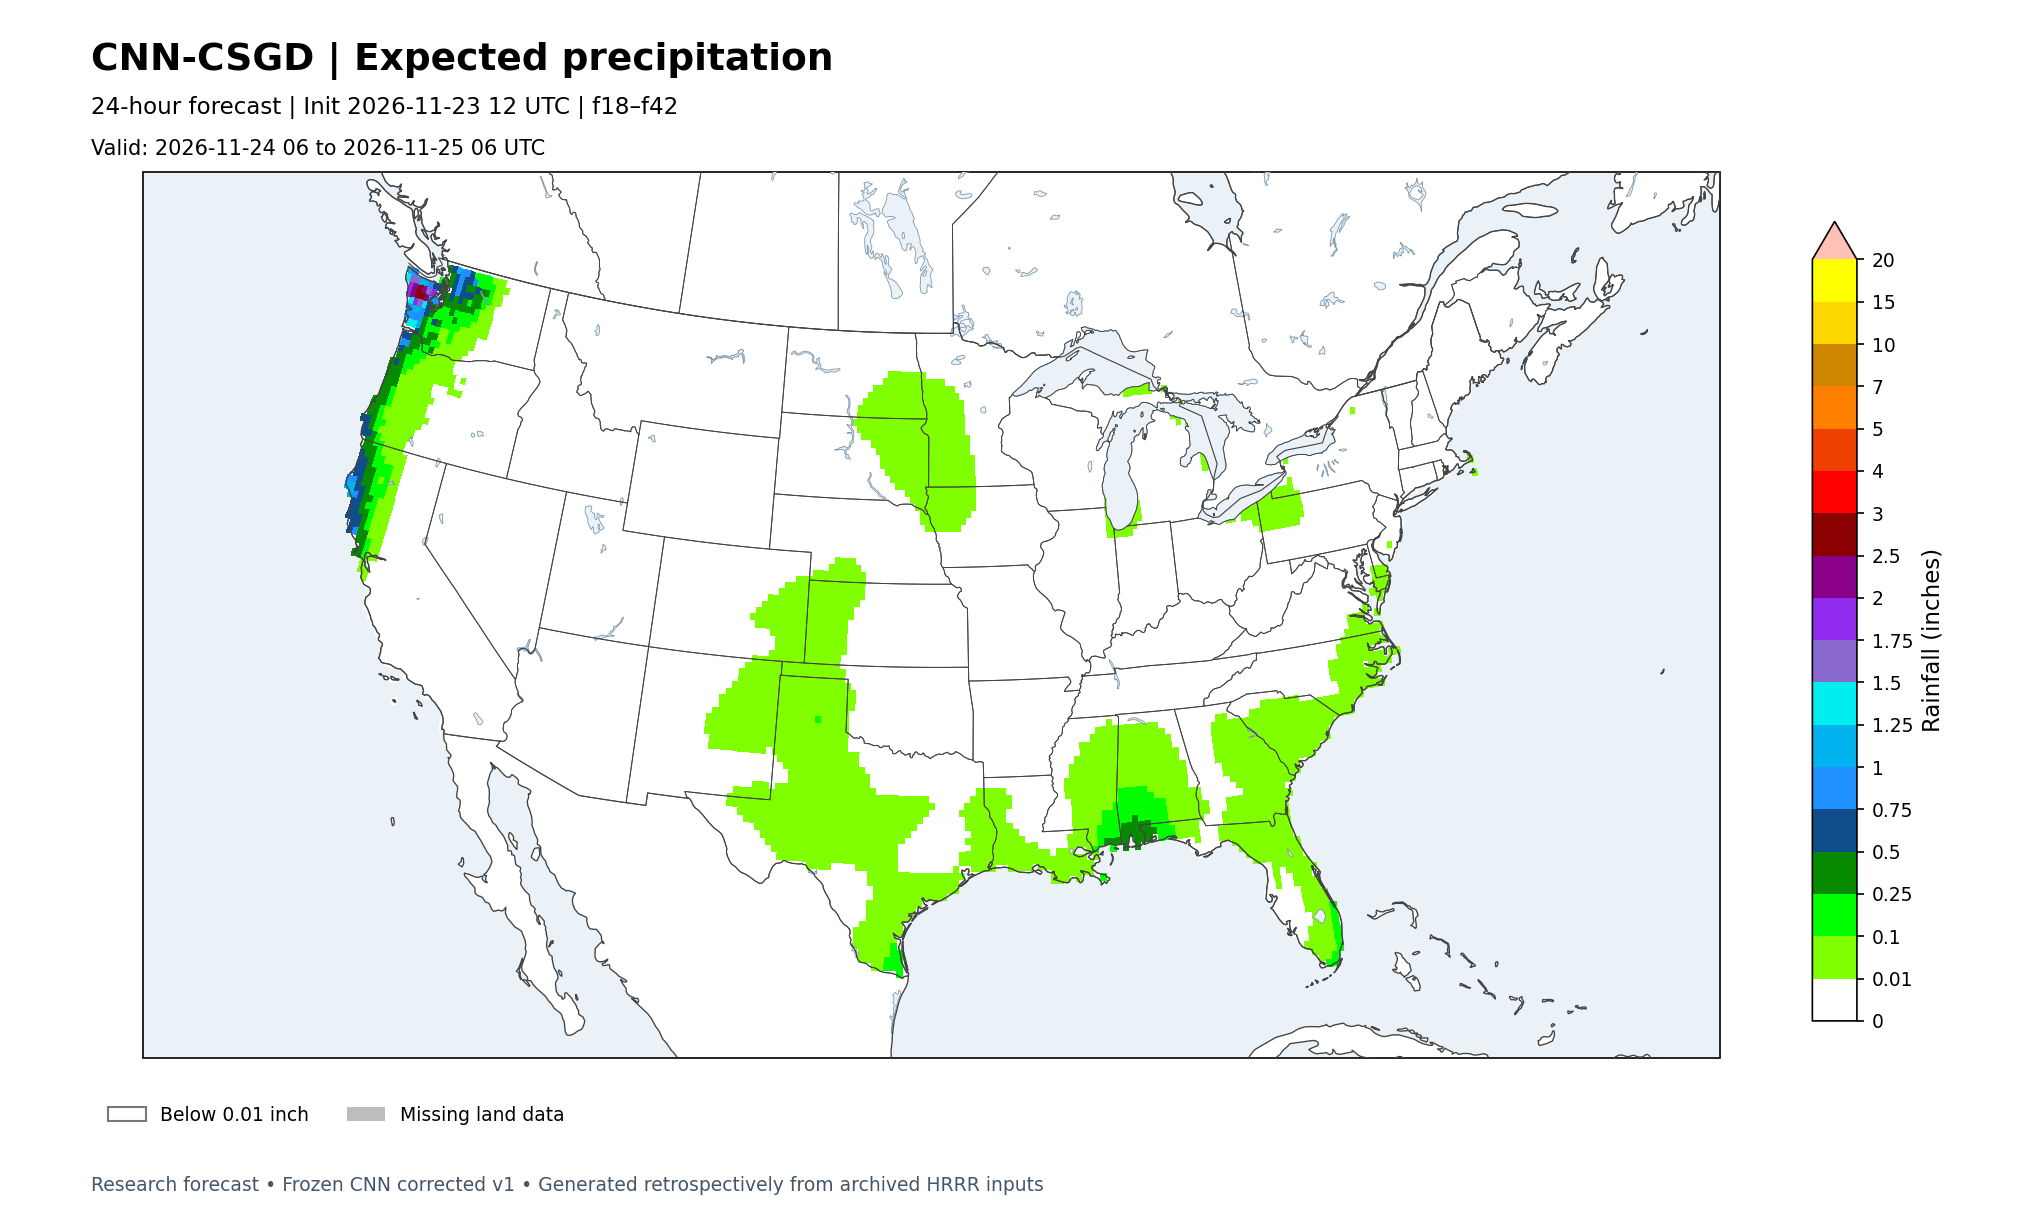 CNN-CSGD | Expected precipitation
24-hour forecast | Init 2026-11-23 12 UTC | f18–f42
Valid: 2026-11-24 06 to 2026-11-25 06 UTC
20
15
10
7
5
4
3
2.5
2
1.75
1.5
1.25
1
0.75
0.5
0.25
0.1
0.01
0
Rainfall (inches)
Below 0.01 inch
Missing land data
Research forecast • Frozen CNN corrected v1 • Generated retrospectively from archived HRRR inputs